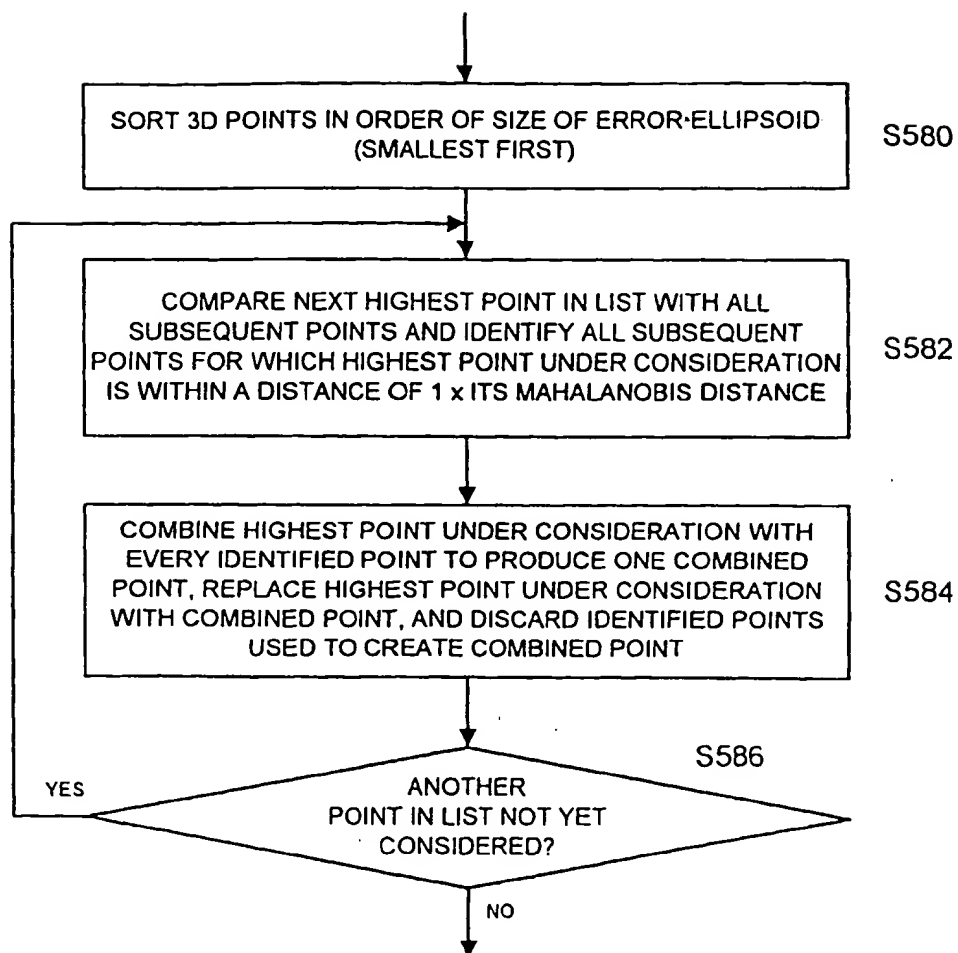 SORT 3D POINTS IN ORDER OF SIZE OF ERROR-ELLIPSOID
(SMALLEST FIRST)
S580
COMPARE NEXT HIGHEST POINT IN LIST WITH ALL
SUBSEQUENT POINTS AND IDENTIFY ALL SUBSEQUENT
POINTS FOR WHICH HIGHEST POINT UNDER CONSIDERATION
IS WITHIN A DISTANCE OF 1 x ITS MAHALANOBIS DISTANCE
S582
COMBINE HIGHEST POINT UNDER CONSIDERATION WITH
EVERY IDENTIFIED POINT TO PRODUCE ONE COMBINED
POINT, REPLACE HIGHEST POINT UNDER CONSIDERATION
WITH COMBINED POINT, AND DISCARD IDENTIFIED POINTS
USED TO CREATE COMBINED POINT
S584
S586
YES
ANOTHER
POINT IN LIST NOT YET
CONSIDERED?
NO